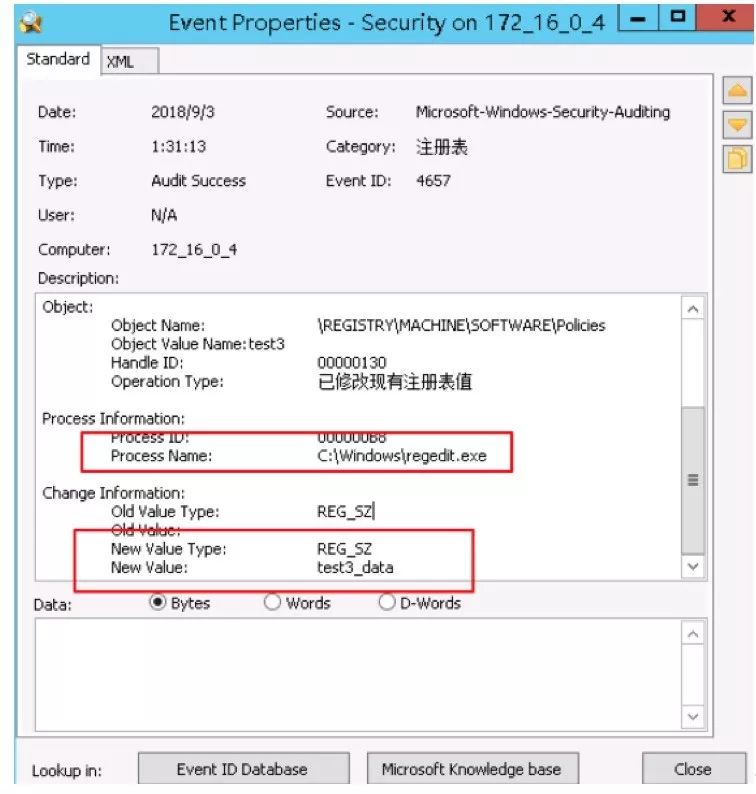 Event Properties - Security on 172_16_0_4
Standard XML
Date: 2018/9/3 Source: Microsoft-Windows-Security-Auditing
Time: 1:31:13 Category: 注册表
Type: Audit Success Event ID: 4657
User: N/A
Computer: 172_16_0_4
Description:
Object:
Object Name: \REGISTRY\MACHINE\SOFTWARE\Policies
Object Value Name: test3
Handle ID: 00000130
Operation Type: 已修改现有注册表值
Process Information:
Process ID: 000000B8
Process Name: C:\Windows\regedit.exe
Change Information:
Old Value Type: REG_SZ
Old Value:
New Value Type: REG_SZ
New Value: test3_data
Data: Bytes Words D-Words
Lookup in: Event ID Database Microsoft Knowledge base Close